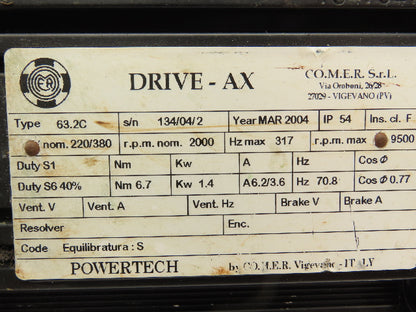 DRIVE - AX
CO.M.E.R. S.r.L.
Via Oroboni, 26/28
27029 - VIGEVANO (PV)
Type 63.2C s/n 134/04/2 Year MAR 2004 IP 54 Ins. cl. F
nom. 220/380 r.p.m. nom. 2000 Hz max 317 r.p.m. max 9500
Duty S1 Nm Kw A Hz Cos Φ
Duty S6 40% Nm 6.7 Kw 1.4 A6.2/3.6 Hz 70.8 Cos Φ 0.77
Vent. V Vent. A Vent. Hz Brake V Brake A
Resolver Enc.
Code Equilibratura : S
POWERTECH by CO.M.E.R. Vigevano - ITALY